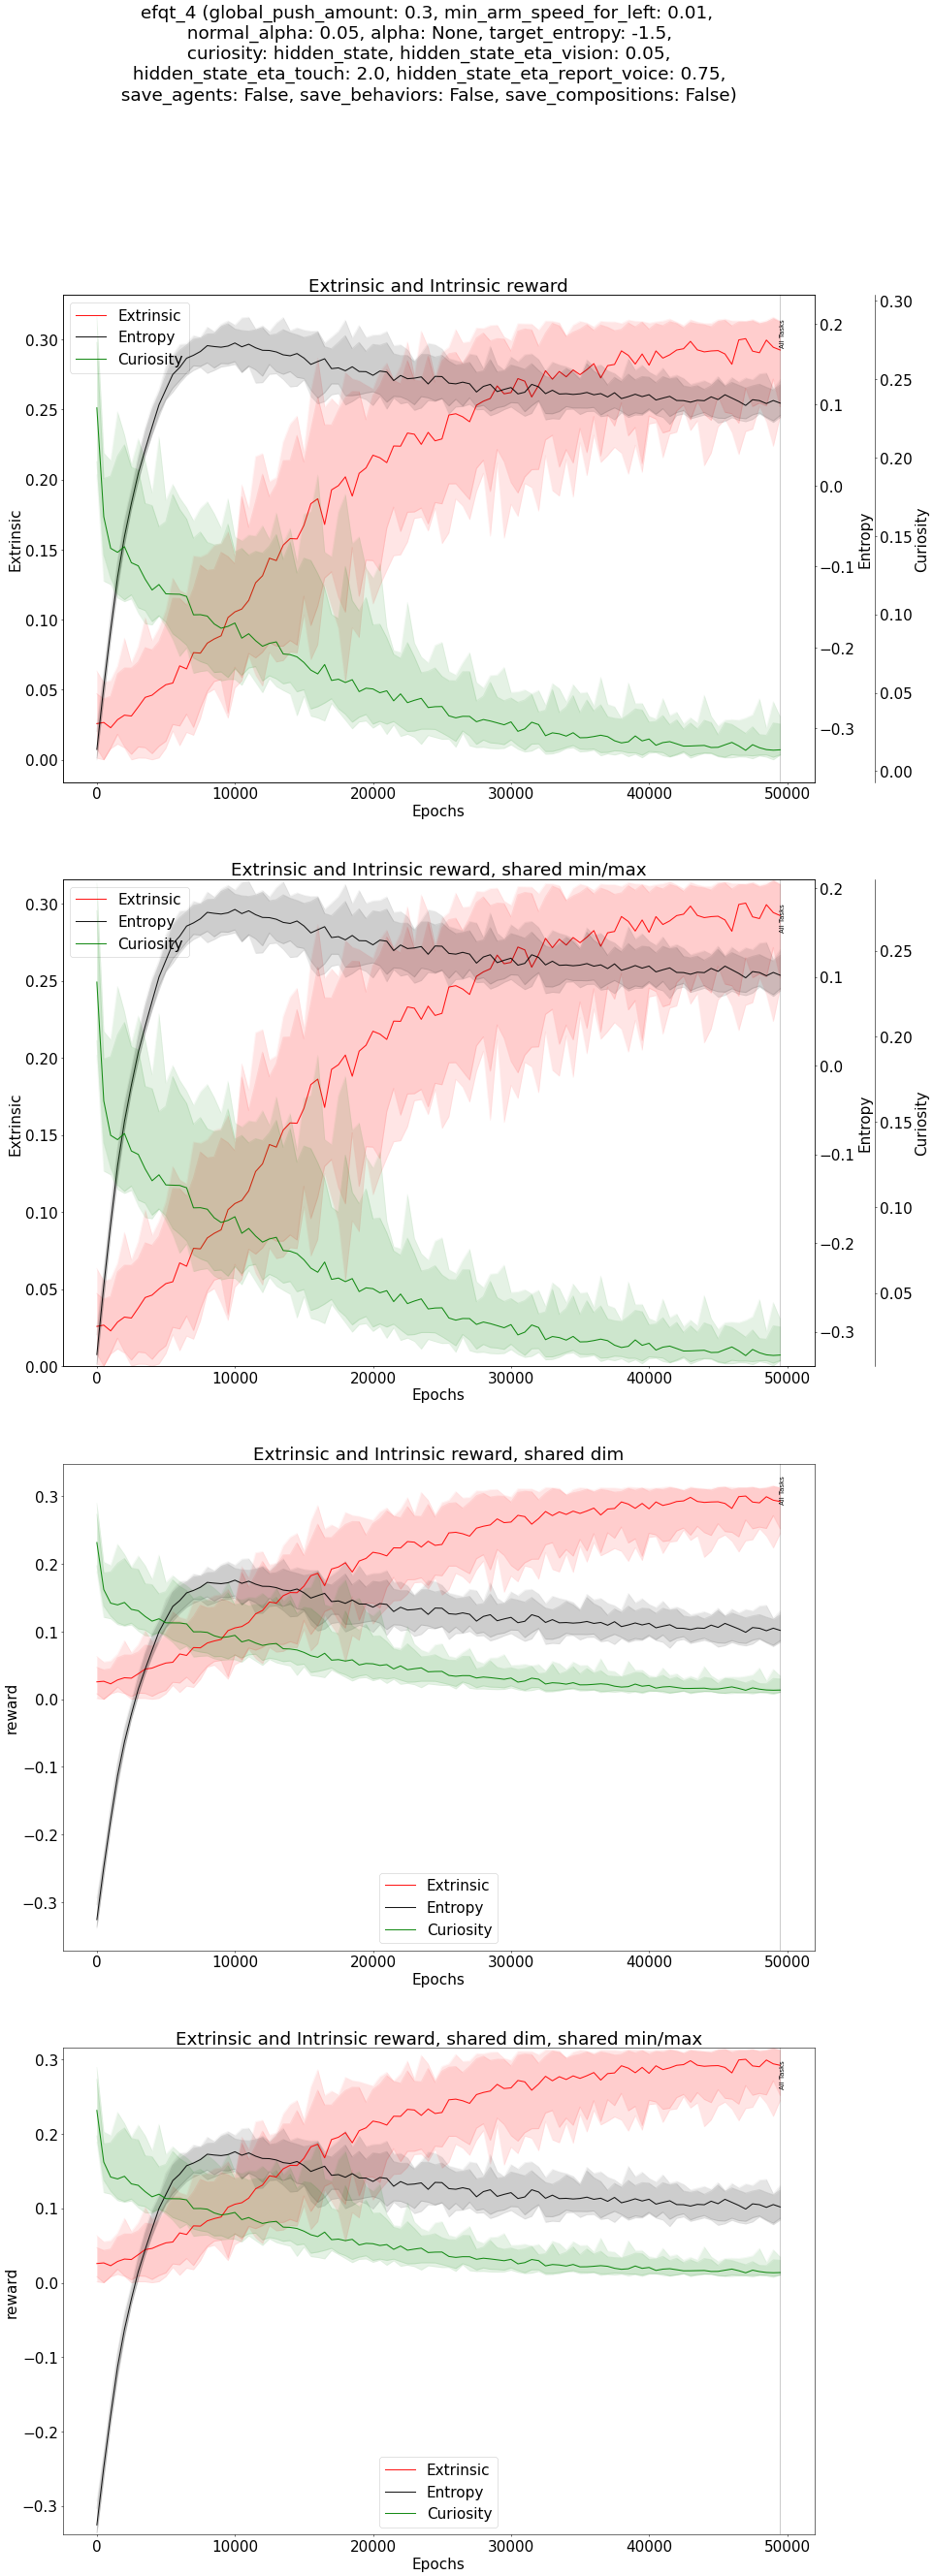 efqt_4 (global_push_amount: 0.3, min_arm_speed_for_left: 0.01,
normal_alpha: 0.05, alpha: None, target_entropy: -1.5,
curiosity: hidden_state, hidden_state_eta_vision: 0.05,
hidden_state_eta_touch: 2.0, hidden_state_eta_report_voice: 0.75,
save_agents: False, save_behaviors: False, save_compositions: False)
Extrinsic and Intrinsic reward
Extrinsic
Entropy
Curiosity
All Tasks
0.30
0.25
0.20
0.15
0.10
0.05
0.00
Extrinsic
0.2
0.1
0.0
−0.1
−0.2
−0.3
Entropy
0.30
0.25
0.20
0.15
0.10
0.05
0.00
Curiosity
0 10000 20000 30000 40000 50000
Epochs
Extrinsic and Intrinsic reward, shared min/max
Extrinsic
Entropy
Curiosity
All Tasks
0.30
0.25
0.20
0.15
0.10
0.05
0.00
Extrinsic
0.2
0.1
0.0
−0.1
−0.2
−0.3
Entropy
0.25
0.20
0.15
0.10
0.05
Curiosity
0 10000 20000 30000 40000 50000
Epochs
Extrinsic and Intrinsic reward, shared dim
All Tasks
0.3
0.2
0.1
0.0
−0.1
−0.2
−0.3
reward
Extrinsic
Entropy
Curiosity
0 10000 20000 30000 40000 50000
Epochs
Extrinsic and Intrinsic reward, shared dim, shared min/max
All Tasks
0.3
0.2
0.1
0.0
−0.1
−0.2
−0.3
reward
Extrinsic
Entropy
Curiosity
0 10000 20000 30000 40000 50000
Epochs